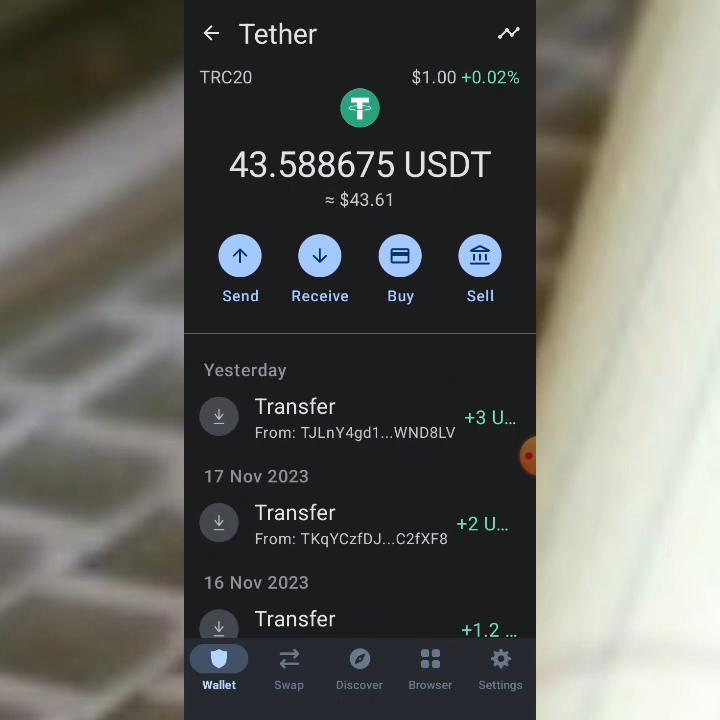 Tether
TRC20 $1.00 +0.02%
43.588675 USDT
≈ $43.61
Send Receive Buy Sell
Yesterday
Transfer +3 U...
From: TJLnY4gd1...WND8LV
17 Nov 2023
Transfer +2 U...
From: TKqYCzfDJ...C2fXF8
16 Nov 2023
Transfer +1.2 ...
Wallet Swap Discover Browser Settings